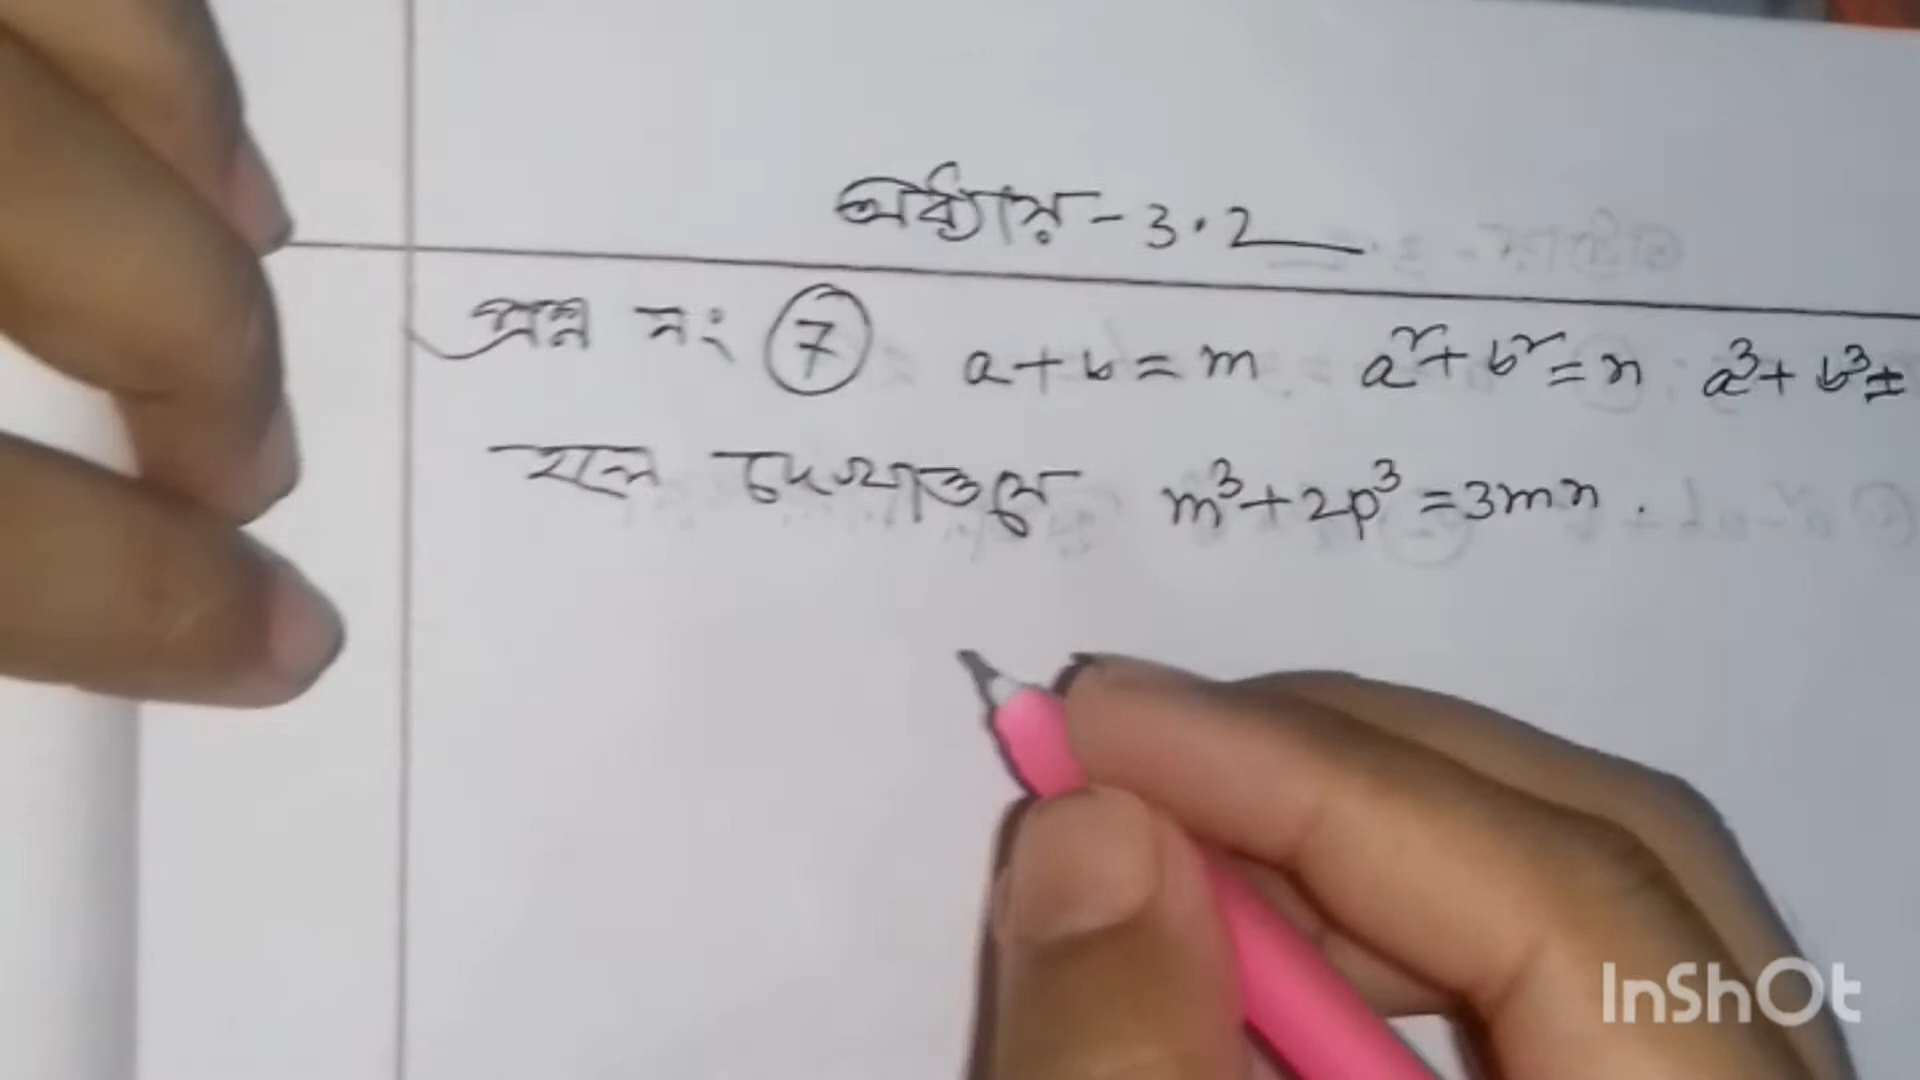 অধ্যায় - 3.2
প্রশ্ন নং 7 a + b = m a² + b² = n a³ + b³ =
হলে দেখাও যে m³ + 2p³ = 3mn .
InShOt